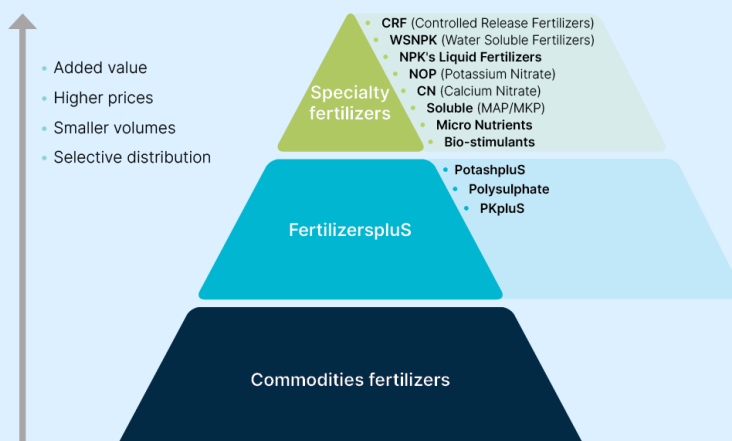 Added value
Higher prices
Smaller volumes
Selective distribution
Specialty
fertilizers
CRF (Controlled Release Fertilizers)
WSNPK (Water Soluble Fertilizers)
NPK's Liquid Fertilizers
NOP (Potassium Nitrate)
CN (Calcium Nitrate)
Soluble (MAP/MKP)
Micro Nutrients
Bio-stimulants
FertilizerspluS
PotashpluS
Polysulphate
PKpluS
Commodities fertilizers